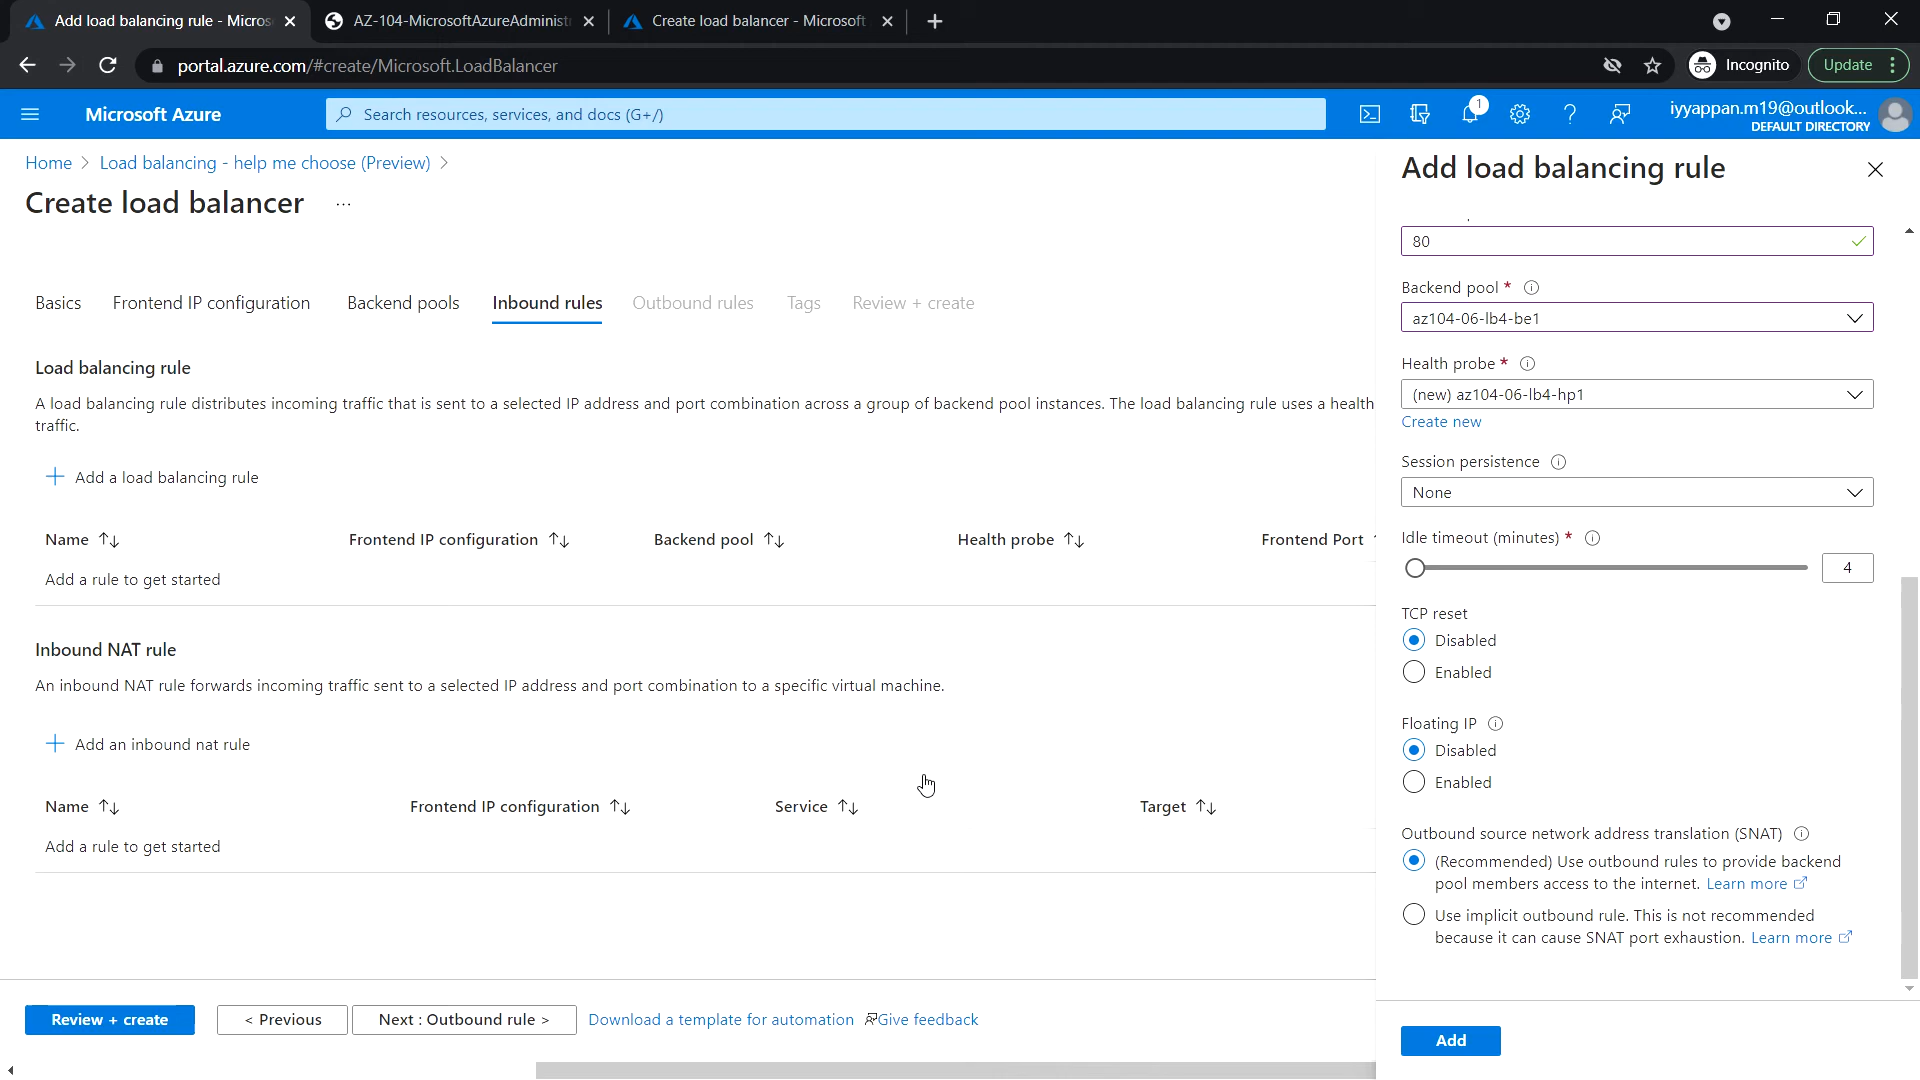 Add load balancing rule - Micros
AZ-104-MicrosoftAzureAdminist
Create load balancer - Microsoft
portal.azure.com/#create/Microsoft.LoadBalancer
Incognito
Update
Microsoft Azure
Search resources, services, and docs (G+/)
1
iyyappan.m19@outlook...
DEFAULT DIRECTORY
Home > Load balancing - help me choose (Preview) >
Create load balancer ...
Basics
Frontend IP configuration
Backend pools
Inbound rules
Outbound rules
Tags
Review + create
Load balancing rule
A load balancing rule distributes incoming traffic that is sent to a selected IP address and port combination across a group of backend pool instances. The load balancing rule uses a health
traffic.
+ Add a load balancing rule
Name
Frontend IP configuration
Backend pool
Health probe
Frontend Port
Add a rule to get started
Inbound NAT rule
An inbound NAT rule forwards incoming traffic sent to a selected IP address and port combination to a specific virtual machine.
+ Add an inbound nat rule
Name
Frontend IP configuration
Service
Target
Add a rule to get started
Review + create
< Previous
Next : Outbound rule >
Download a template for automation
Give feedback
Add load balancing rule
80
Backend pool *
az104-06-lb4-be1
Health probe *
(new) az104-06-lb4-hp1
Create new
Session persistence
None
Idle timeout (minutes) *
4
TCP reset
Disabled
Enabled
Floating IP
Disabled
Enabled
Outbound source network address translation (SNAT)
(Recommended) Use outbound rules to provide backend
pool members access to the internet. Learn more
Use implicit outbound rule. This is not recommended
because it can cause SNAT port exhaustion. Learn more
Add